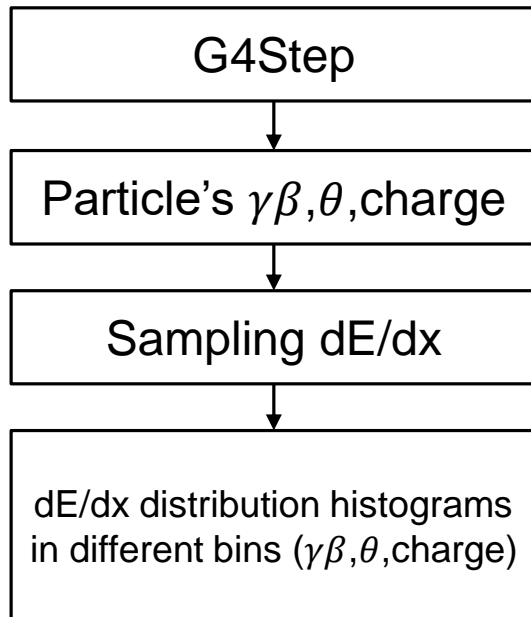 G4Step
Particle’s 𝛾𝛽,𝜃,charge
Sampling dE/dx
dE/dx distribution histograms
in different bins (𝛾𝛽,𝜃,charge)